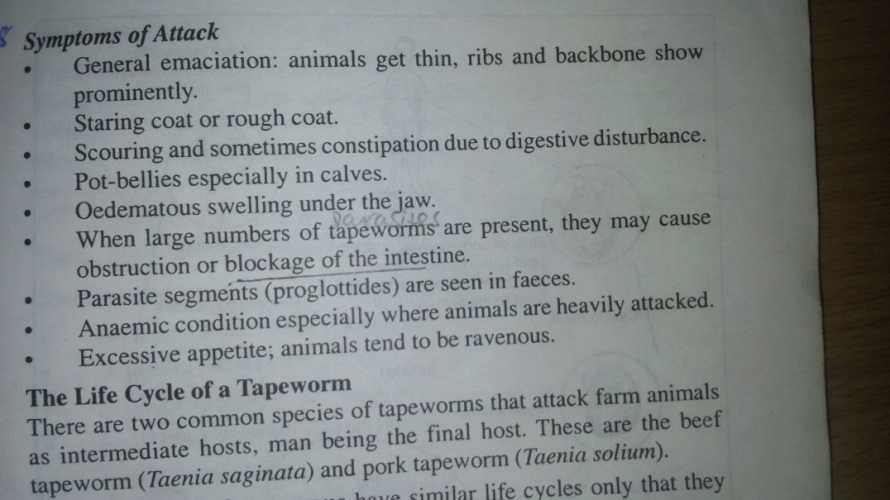 Symptoms of Attack
• General emaciation: animals get thin, ribs and backbone show
prominently.
• Staring coat or rough coat.
• Scouring and sometimes constipation due to digestive disturbance.
• Pot-bellies especially in calves.
• Oedematous swelling under the jaw.
parasites
• When large numbers of tapeworms are present, they may cause
obstruction or blockage of the intestine.
• Parasite segments (proglottides) are seen in faeces.
• Anaemic condition especially where animals are heavily attacked.
• Excessive appetite; animals tend to be ravenous.
The Life Cycle of a Tapeworm
There are two common species of tapeworms that attack farm animals
as intermediate hosts, man being the final host. These are the beef
tapeworm (Taenia saginata) and pork tapeworm (Taenia solium).
have similar life cycles only that they